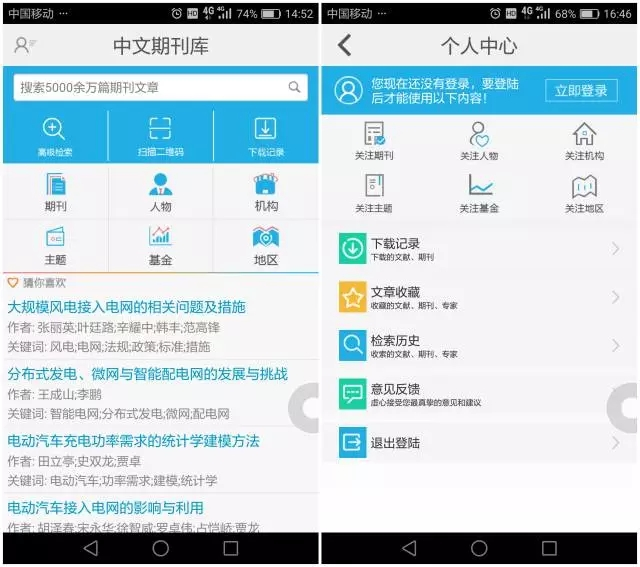 中国移动 ··· HD 4G 4G 74% 14:52
中文期刊库
搜索5000余万篇期刊文章
高级检索 扫描二维码 下载记录
期刊 人物 机构
主题 基金 地区
猜你喜欢
大规模风电接入电网的相关问题及措施
作者: 张丽英;叶廷路;辛耀中;韩丰;范高锋
关键词: 风电;电网;法规;政策;标准;措施
分布式发电、微网与智能配电网的发展与挑战
作者: 王成山;李鹏
关键词: 智能电网;分布式发电;微网;配电网
电动汽车充电功率需求的统计学建模方法
作者: 田立亭;史双龙;贾卓
关键词: 电动汽车;功率需求;建模;统计学
电动汽车接入电网的影响与利用
作者: 胡泽春;宋永华;徐智威;罗卓伟;占恺峤;贾龙
中国移动 ··· HD 4G 4G 68% 16:46
个人中心
您现在还没有登录，要登陆
后才能使用以下内容！
立即登录
关注期刊 关注人物 关注机构
关注主题 关注基金 关注地区
下载记录
下载的文献、期刊
文章收藏
收藏的文献、期刊、专家
检索历史
收索的文献、期刊、专家
意见反馈
虚心接受您最真挚的意见和建议
退出登陆